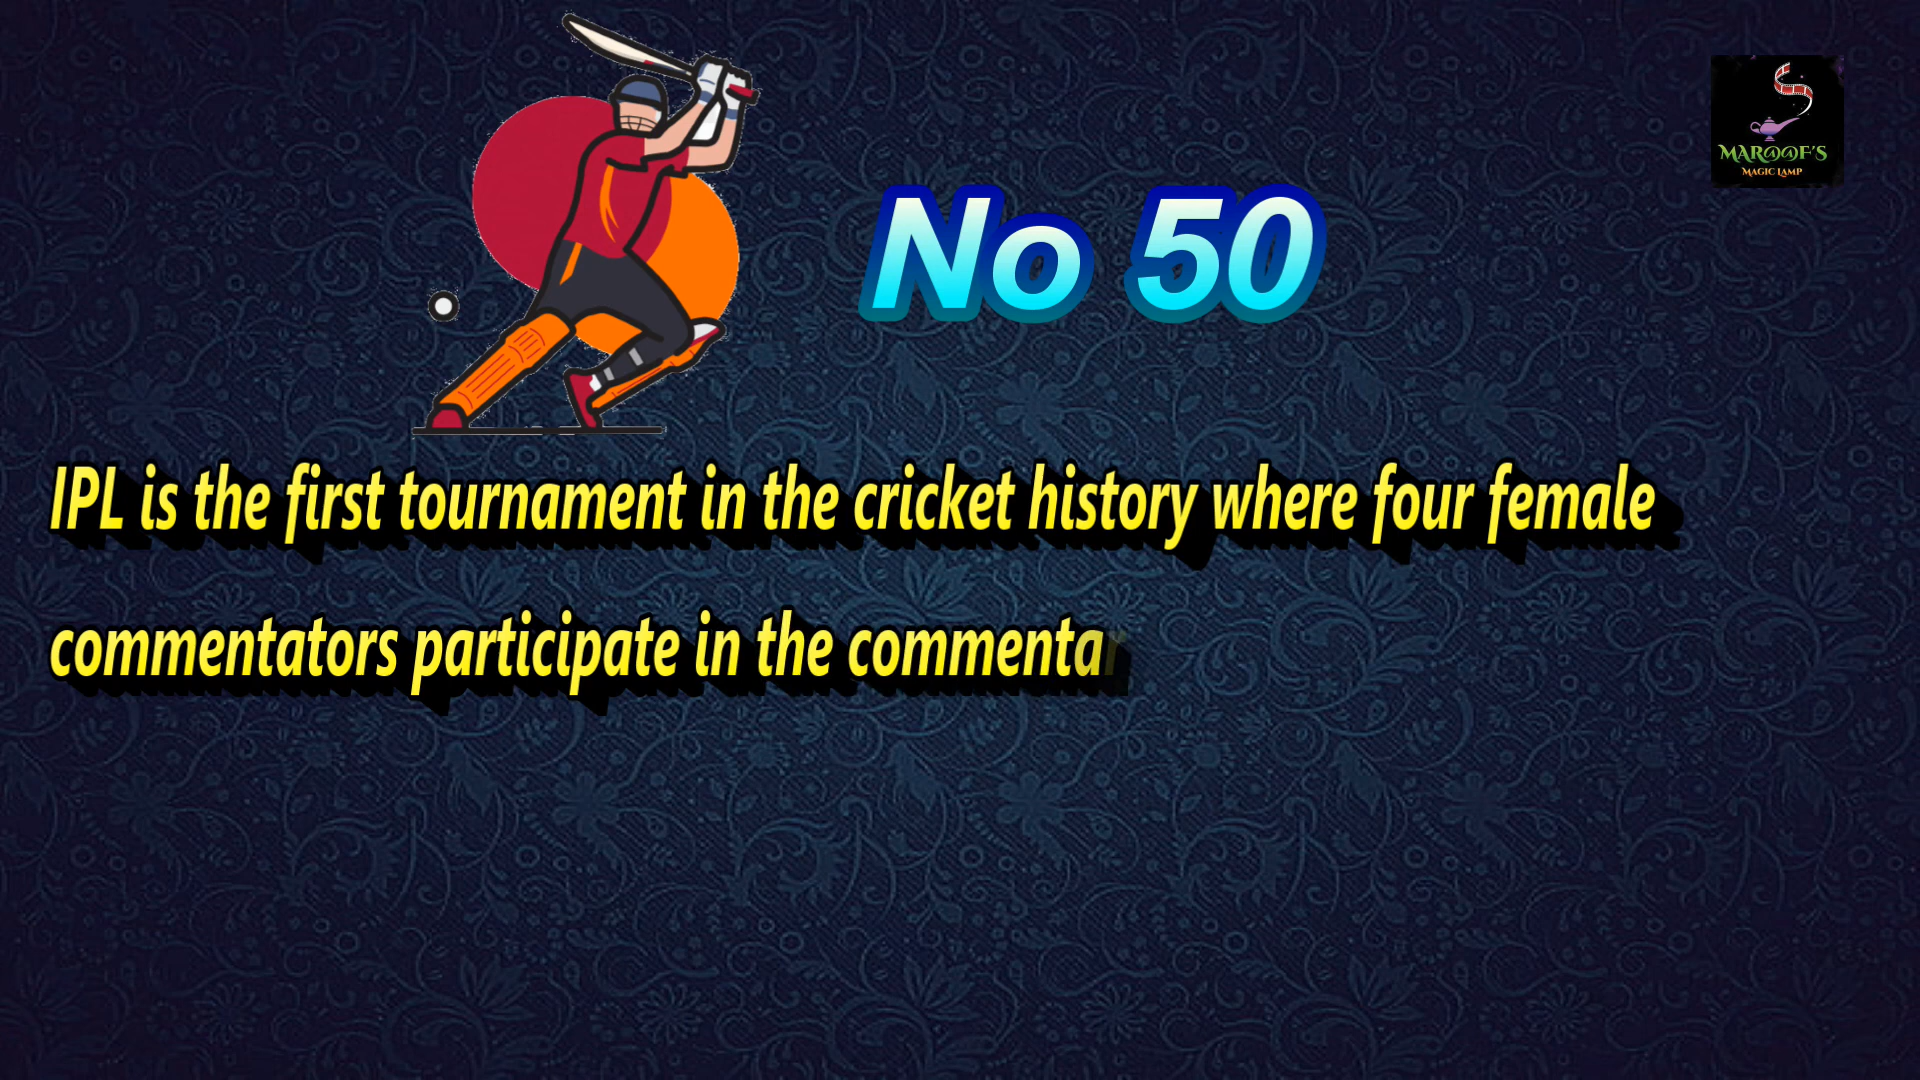 MAR@@F'S
MAGIC LAMP
No 50
IPL is the first tournament in the cricket history where four female
commentators participate in the